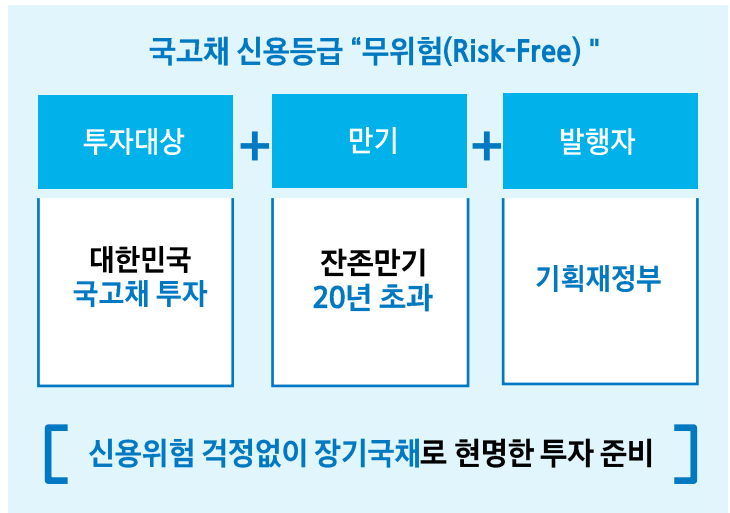 국고채 신용등급 “무위험(Risk-Free) "
투자대상 + 만기 + 발행자
대한민국
국고채 투자
잔존만기
20년 초과
기획재정부
[ 신용위험 걱정없이 장기국채로 현명한 투자 준비 ]